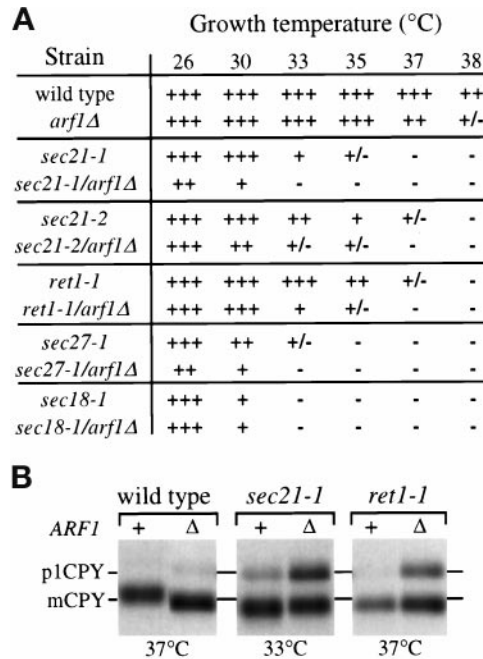 A
Growth temperature (°C)
Strain 26 30 33 35 37 38
wild type +++ +++ +++ +++ +++ ++
arf1Δ +++ +++ +++ +++ ++ +/-
sec21-1 +++ +++ + +/- - -
sec21-1/arf1Δ ++ + - - - -
sec21-2 +++ +++ ++ + +/- -
sec21-2/arf1Δ +++ ++ +/- +/- - -
ret1-1 +++ +++ +++ ++ +/- -
ret1-1/arf1Δ +++ +++ + +/- - -
sec27-1 +++ ++ +/- - - -
sec27-1/arf1Δ ++ + - - - -
sec18-1 +++ + - - - -
sec18-1/arf1Δ +++ + - - - -
B
wild type sec21-1 ret1-1
ARF1 + Δ + Δ + Δ
p1CPY
mCPY
37°C 33°C 37°C